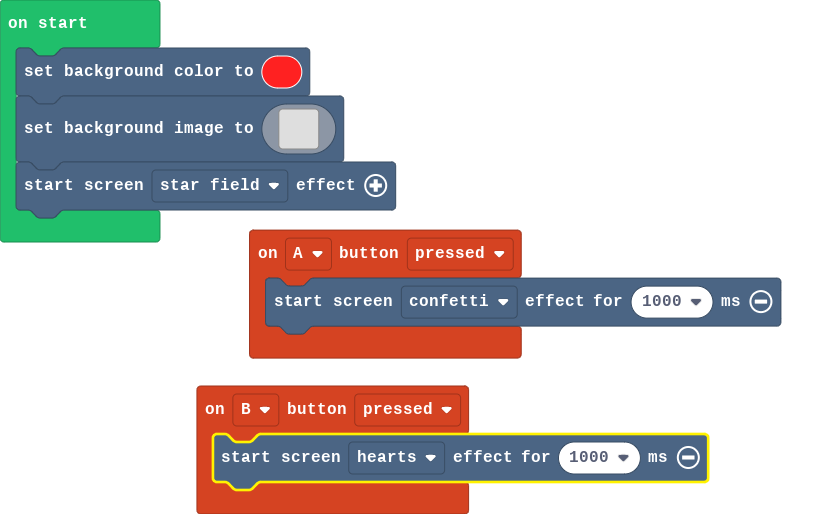 on start
set background color to
set background image to
start screen star field effect
on A button pressed
start screen confetti effect for 1000 ms
on B button pressed
start screen hearts effect for 1000 ms